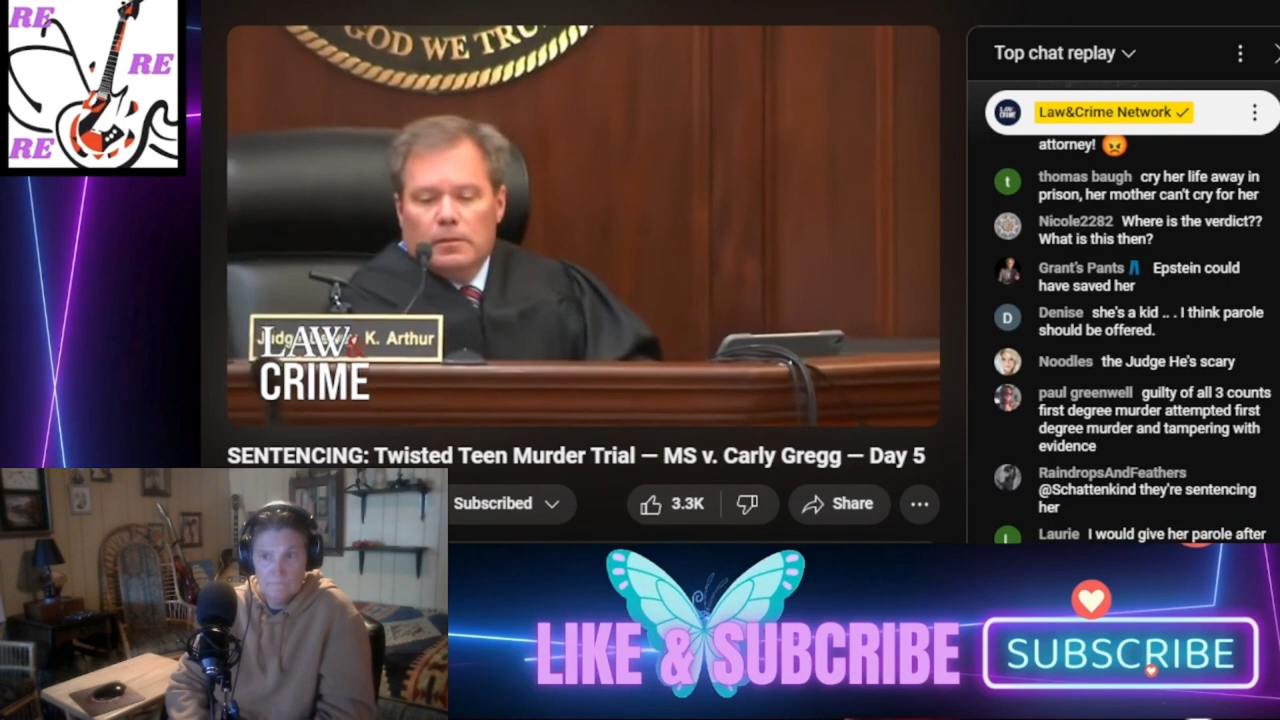 RE
RE
RE
GOD WE TRU
K. Arthur
LAW&
CRIME
SENTENCING: Twisted Teen Murder Trial — MS v. Carly Gregg — Day 5
Subscribed
3.3K
Share
Top chat replay
Law&Crime Network
attorney! 😡
thomas baugh cry her life away in
prison, her mother can't cry for her
Nicole2282 Where is the verdict??
What is this then?
Grant's Pants👖 Epstein could
have saved her
Denise she's a kid .. . I think parole
should be offered.
Noodles the Judge He's scary
paul greenwell guilty of all 3 counts
first degree murder attempted first
degree murder and tampering with
evidence
RaindropsAndFeathers
@Schattenkind they're sentencing
her
Laurie I would give her parole after
LIKE & SUBCRIBE
SUBSCRIBE